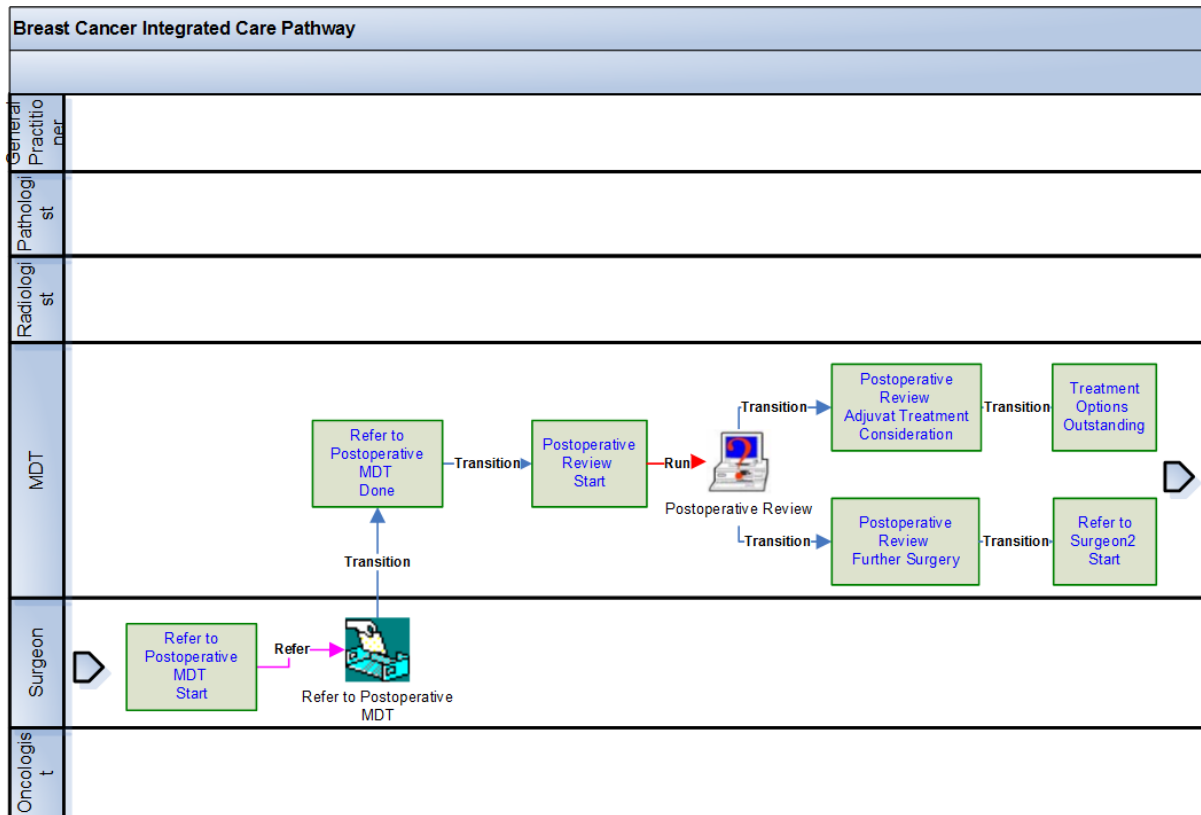 Breast Cancer Integrated Care Pathway
General
Practitio
ner
Pathologi
st
Radiologi
st
MDT
Refer to
Postoperative
MDT
Done
Transition
Postoperative
Review
Start
Run
Postoperative Review
Transition
Postoperative
Review
Adjuvat Treatment
Consideration
Transition
Treatment
Options
Outstanding
Transition
Postoperative
Review
Further Surgery
Transition
Refer to
Surgeon2
Start
Transition
Surgeon
Refer to
Postoperative
MDT
Start
Refer
Refer to Postoperative
MDT
Oncologis
t